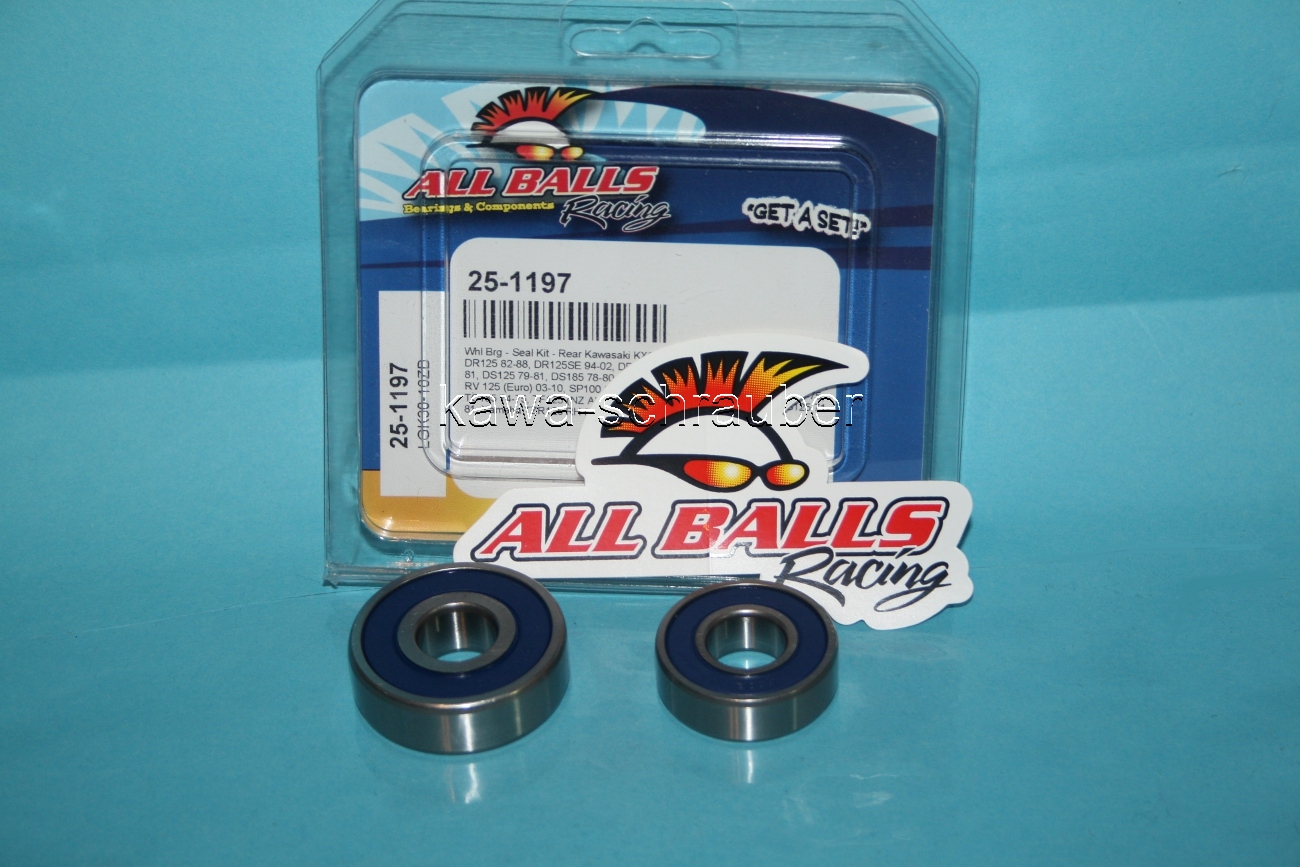 ALL BALLS
Bearings & Components
Racing
"GET A SET!"
25-1197
Whl Brg - Seal Kit - Rear Kawasaki
DR125 82-88, DR125SE 94-02,
81, DS125 79-81, DS185 78-80
RV 125 (Euro) 03-10, SP100
kawa-schrauber
25-1197
ALL BALLS
Racing